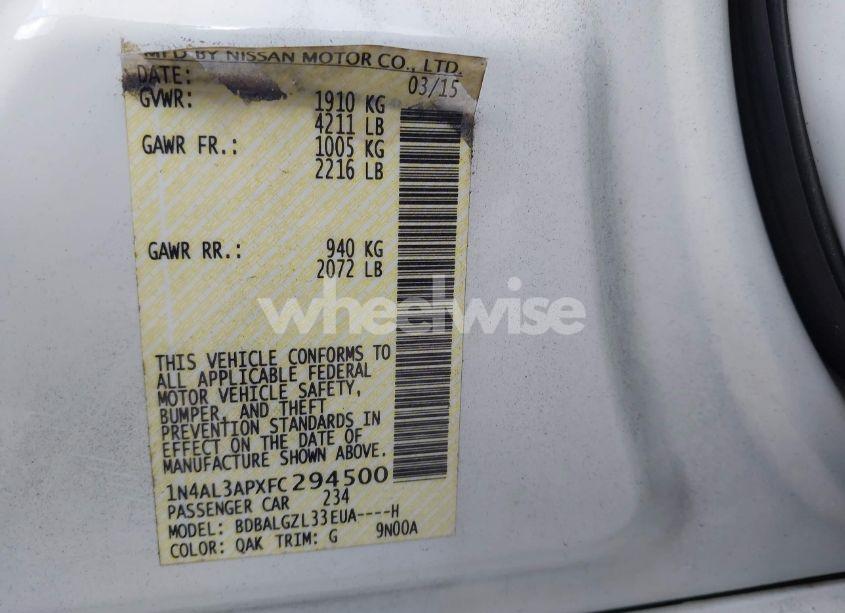 MFD BY NISSAN MOTOR CO., LTD.
DATE: 03/15
GVWR: 1910 KG
4211 LB
GAWR FR.: 1005 KG
2216 LB
GAWR RR.: 940 KG
2072 LB
wheelwise
THIS VEHICLE CONFORMS TO
ALL APPLICABLE FEDERAL
MOTOR VEHICLE SAFETY,
BUMPER, AND THEFT
PREVENTION STANDARDS IN
EFFECT ON THE DATE OF
MANUFACTURE SHOWN ABOVE.
1N4AL3APXFC294500
PASSENGER CAR 234
MODEL: BDBALGZL33EUA----H
COLOR: QAK TRIM: G 9N00A